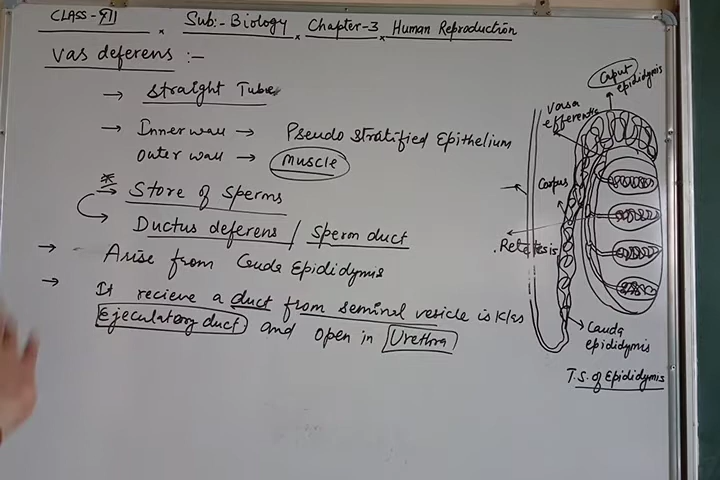 CLASS-XII Sub:- Biology Chapter-3 Human Reproduction
Vas deferens :-
→ Straight Tube
→ Inner wall → Pseudo stratified Epithelium
Outer wall → Muscle
* → Store of Sperms
Ductus deferens / Sperm duct
→ Arise from Cauda Epididymis
→ It recieve a duct from seminal vesicle is K/as
Ejeculatory duct and open in Urethra
Caput epididymis
Vasa efferentia
Corpus
Rete testis
Cauda epididymis
T.S. of Epididymis